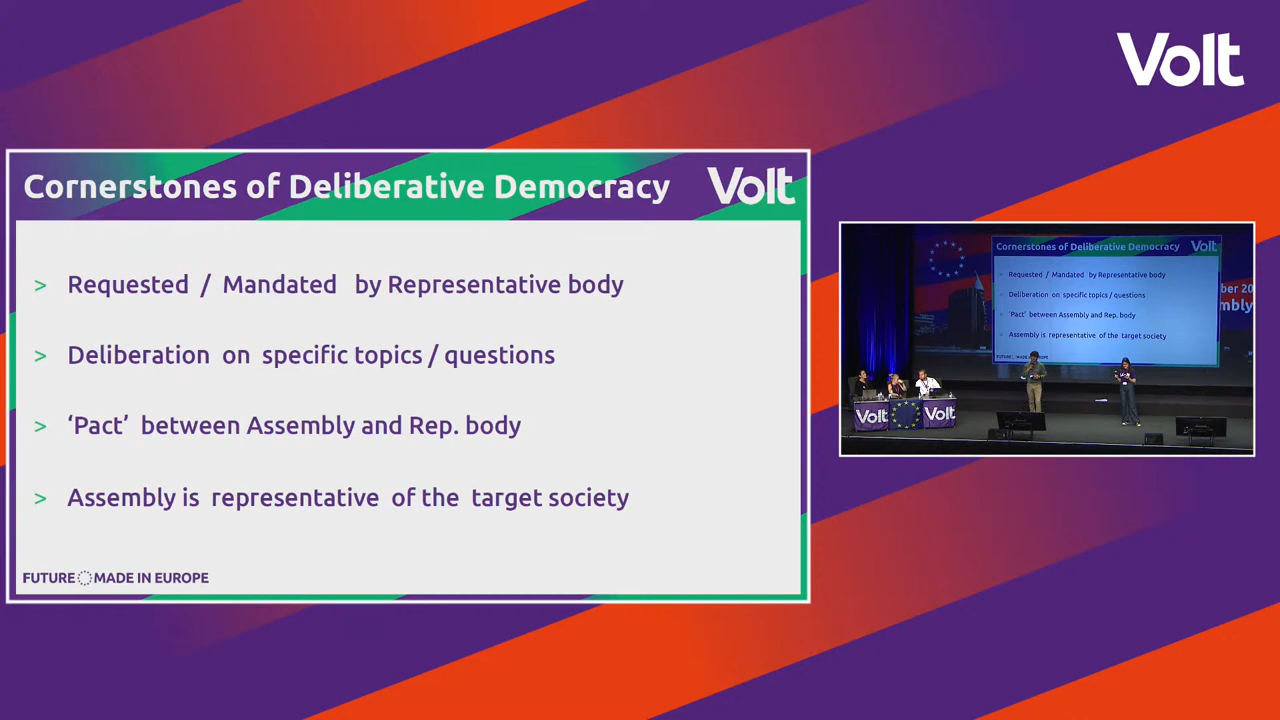 Volt
Cornerstones of Deliberative Democracy
Volt
> Requested / Mandated by Representative body
> Deliberation on specific topics / questions
> ‘Pact’ between Assembly and Rep. body
> Assembly is representative of the target society
FUTURE MADE IN EUROPE
Cornerstones of Deliberative Democracy
Volt
Requested / Mandated by Representative body
Deliberation on specific topics / questions
‘Pact’ between Assembly and Rep. body
Assembly is representative of the target society
Volt
Volt